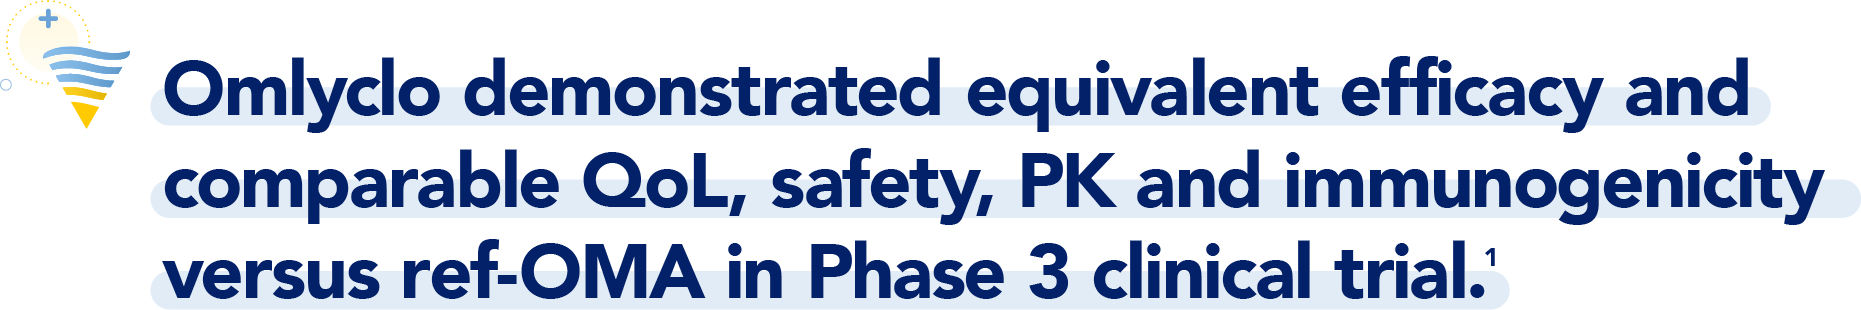 Omlyclo demonstrated equivalent efficacy and
comparable QoL, safety, PK and immunogenicity
versus ref-OMA in Phase 3 clinical trial.¹